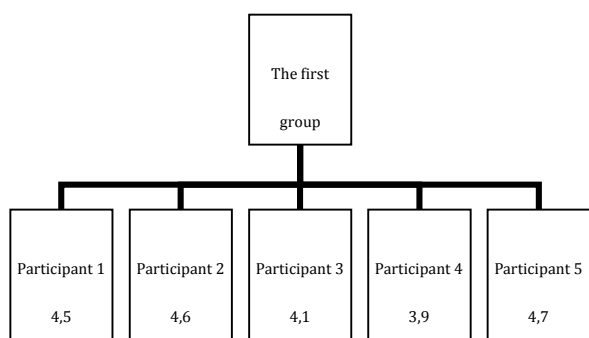 The first
group
Participant 1
4,5
Participant 2
4,6
Participant 3
4,1
Participant 4
3,9
Participant 5
4,7